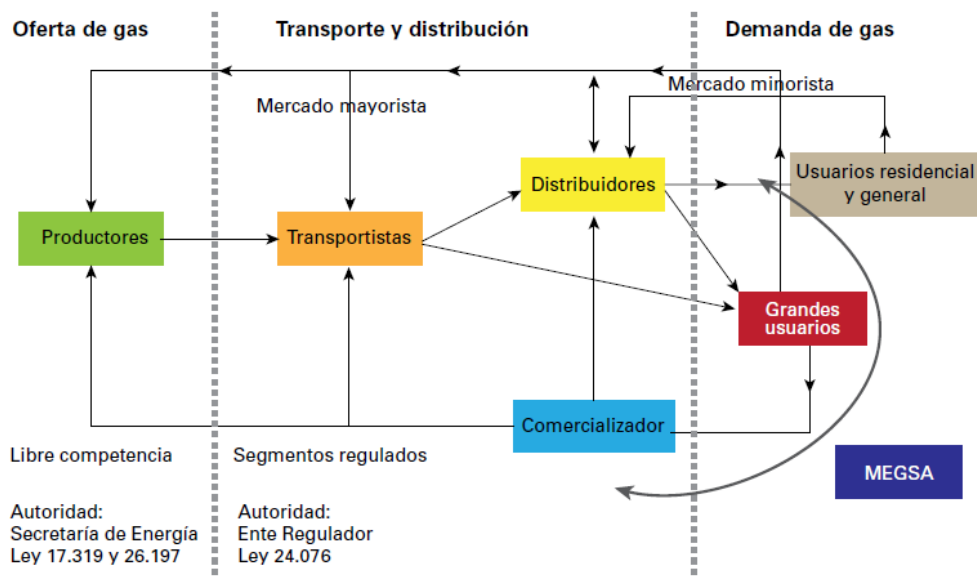 Oferta de gas
Transporte y distribución
Demanda de gas
Mercado mayorista
Mercado minorista
Distribuidores
Usuarios residencial
y general
Productores
Transportistas
Grandes
usuarios
Comercializador
Libre competencia
Segmentos regulados
MEGSA
Autoridad:
Secretaría de Energía
Ley 17.319 y 26.197
Autoridad:
Ente Regulador
Ley 24.076